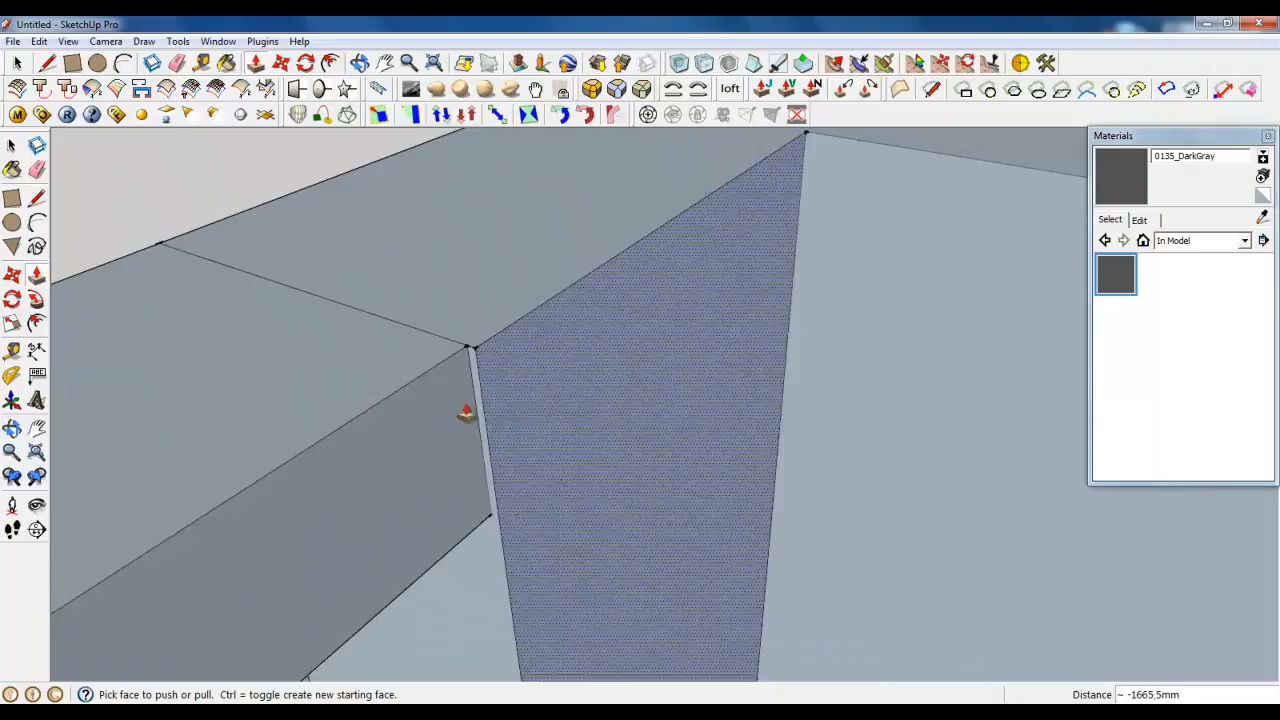 Untitled - SketchUp Pro
File Edit View Camera Draw Tools Window Plugins Help
loft
Materials
0135_DarkGray
Select Edit
In Model
Pick face to push or pull. Ctrl = toggle create new starting face.
Distance ~ -1665,5mm